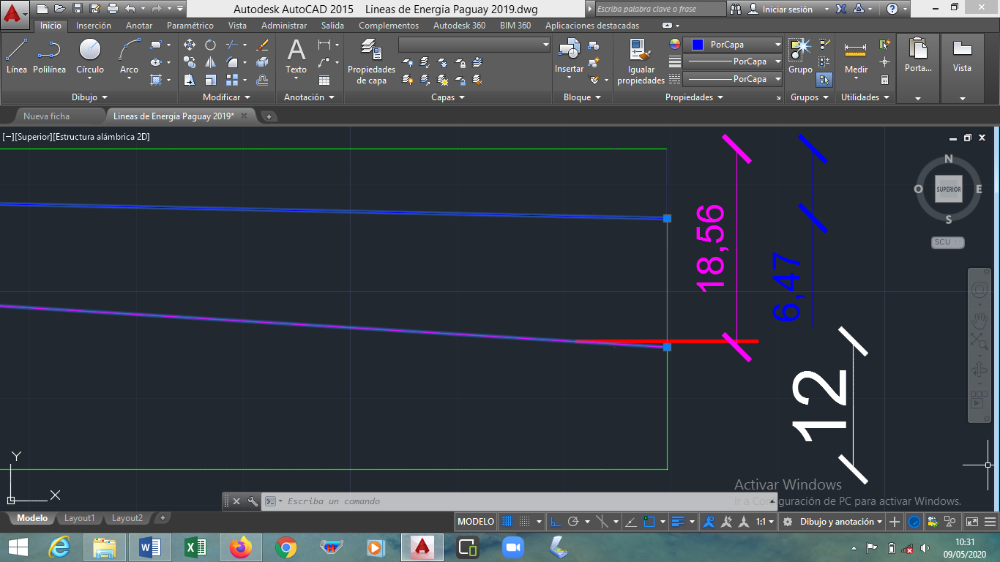 Autodesk AutoCAD 2015 Lineas de Energia Paguay 2019.dwg
Escriba palabra clave o frase
Iniciar sesión
Inicio Inserción Anotar Paramétrico Vista Administrar Salida Complementos Autodesk 360 BIM 360 Aplicaciones destacadas
Línea Polilínea Círculo Arco
Texto
Propiedades
de capa
Insertar
Igualar
propiedades
PorCapa
PorCapa
PorCapa
Grupo
Medir
Porta...
Vista
Dibujo Modificar Anotación Capas Bloque Propiedades Grupos Utilidades
Nueva ficha
Lineas de Energia Paguay 2019*
[−][Superior][Estructura alámbrica 2D]
N
O SUPERIOR E
S
SCU
18,56
6,47
12
Y
X
Activar Windows
Ir a Configuración de PC para activar Windows.
Escriba un comando
Modelo Layout1 Layout2
MODELO
1:1
Dibujo y anotación
10:31
09/05/2020